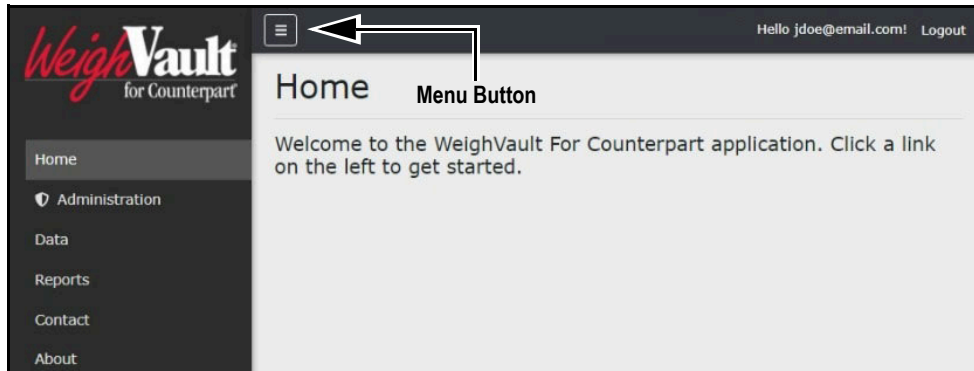 WeighVault
for Counterpart®
Hello jdoe@email.com! Logout
Menu Button
Home
Welcome to the WeighVault For Counterpart application. Click a link
on the left to get started.
Home
Administration
Data
Reports
Contact
About